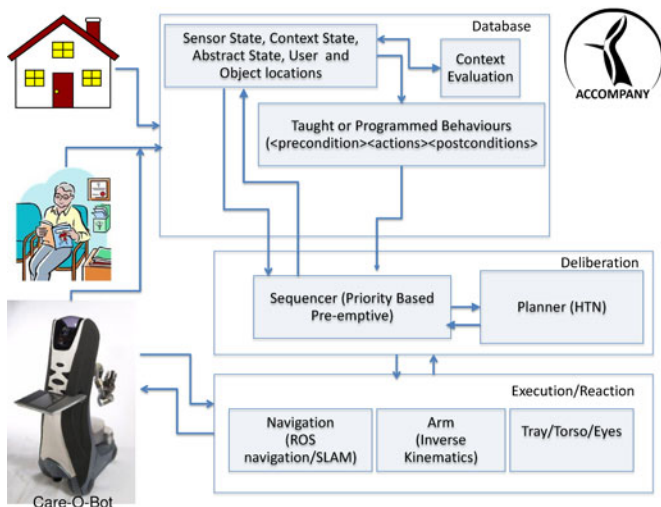 Database
Sensor State, Context State,
Abstract State, User and
Object locations
Context
Evaluation
ACCOMPANY
Taught or Programmed Behaviours
(<precondition><actions><postconditions>
Deliberation
Sequencer (Priority Based
Pre-emptive)
Planner (HTN)
Execution/Reaction
Navigation
(ROS
navigation/SLAM)
Arm
(Inverse
Kinematics)
Tray/Torso/Eyes
Care-O-Bot